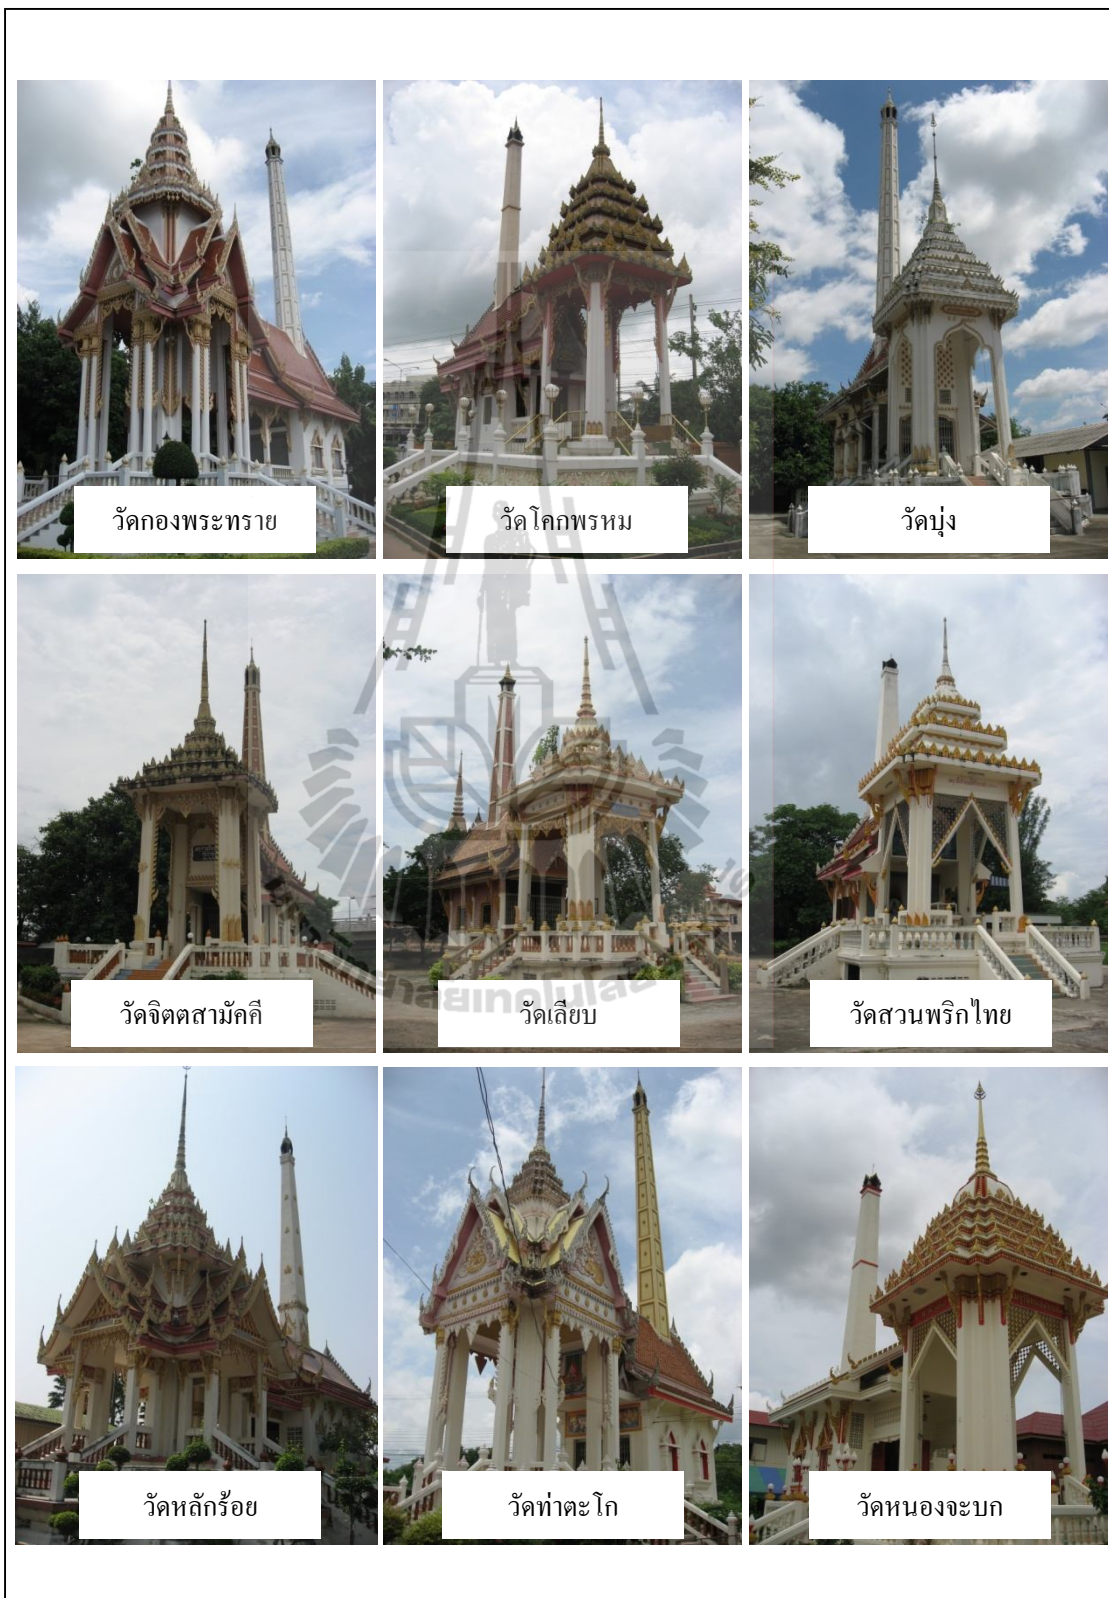 วัดกองพระทราย
วัดโคกพรหม
วัดบุ่ง
วัดจิตตสามัคคี
วัดเลียบ
วัดสวนพริกไทย
วัดหลักร้อย
วัดท่าตะโก
วัดหนองจะบก